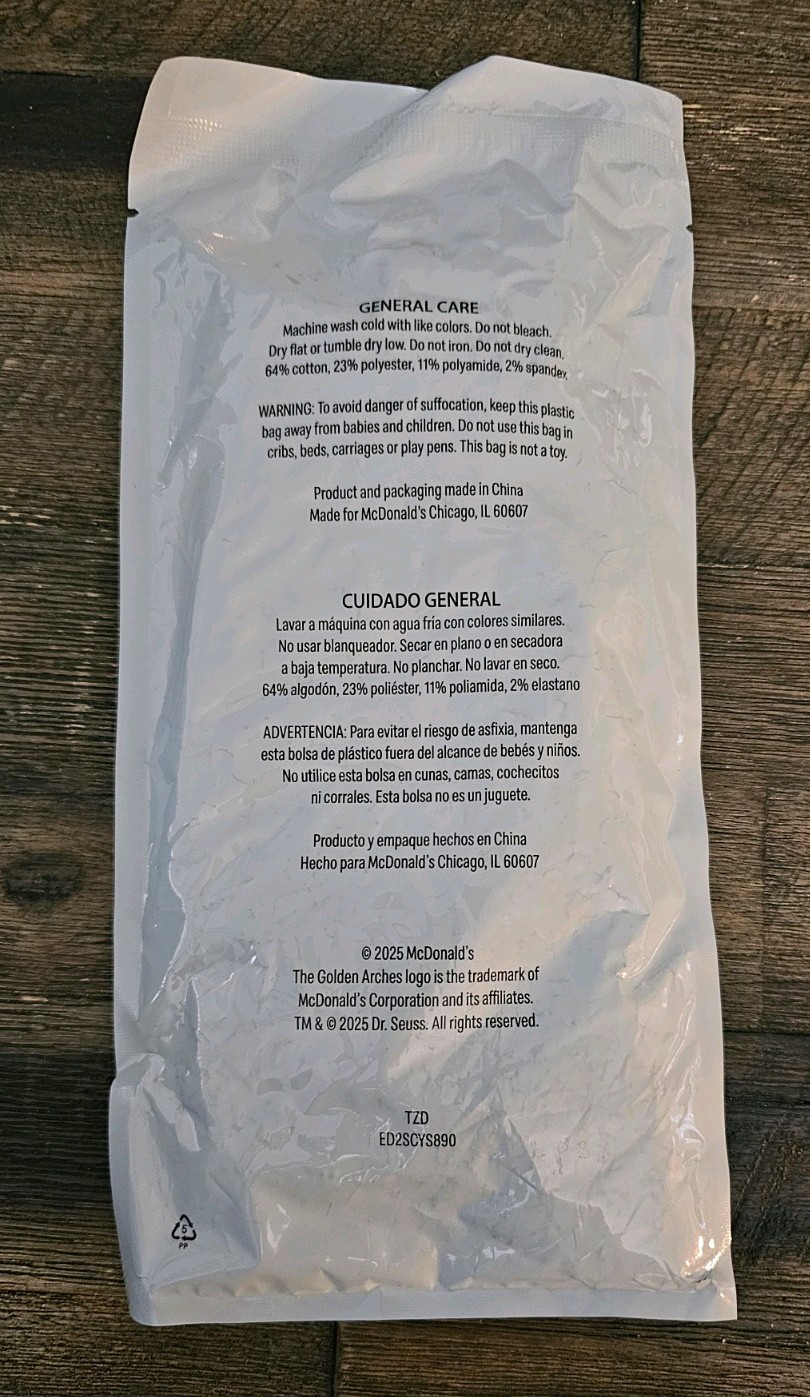 GENERAL CARE
Machine wash cold with like colors. Do not bleach.
Dry flat or tumble dry low. Do not iron. Do not dry clean.
64% cotton, 23% polyester, 11% polyamide, 2% spandex
WARNING: To avoid danger of suffocation, keep this plastic
bag away from babies and children. Do not use this bag in
cribs, beds, carriages or play pens. This bag is not a toy.
Product and packaging made in China
Made for McDonald's Chicago, IL 60607
CUIDADO GENERAL
Lavar a máquina con agua fría con colores similares.
No usar blanqueador. Secar en plano o en secadora
a baja temperatura. No planchar. No lavar en seco.
64% algodón, 23% poliéster, 11% poliamida, 2% elastano
ADVERTENCIA: Para evitar el riesgo de asfixia, mantenga
esta bolsa de plástico fuera del alcance de bebés y niños.
No utilice esta bolsa en cunas, camas, cochecitos
ni corrales. Esta bolsa no es un juguete.
Producto y empaque hechos en China
Hecho para McDonald's Chicago, IL 60607
© 2025 McDonald's
The Golden Arches logo is the trademark of
McDonald's Corporation and its affiliates.
TM & © 2025 Dr. Seuss. All rights reserved.
TZD
ED2SCYS890
5
PP